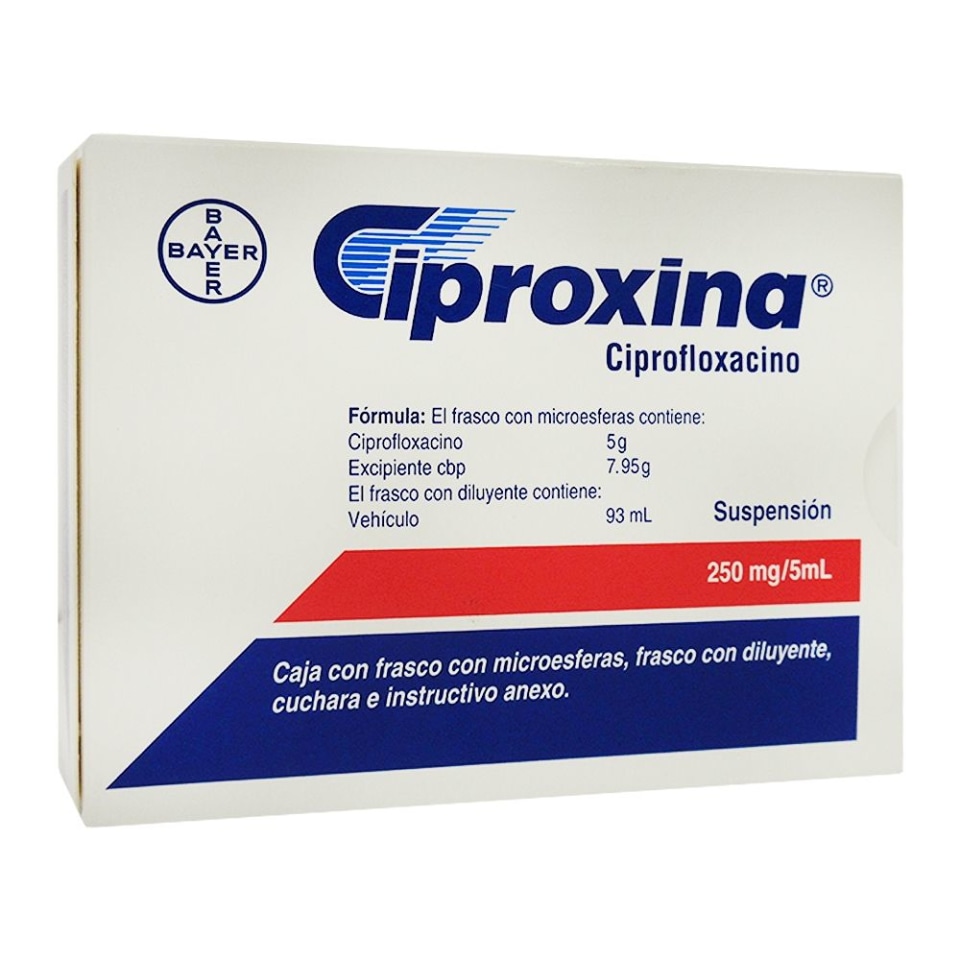 BAYER
BAYER
Ciproxina®
Ciprofloxacino
Fórmula: El frasco con microesferas contiene:
Ciprofloxacino 5g
Excipiente cbp 7.95g
El frasco con diluyente contiene:
Vehículo 93 mL
Suspensión
250 mg/5mL
Caja con frasco con microesferas, frasco con diluyente,
cuchara e instructivo anexo.